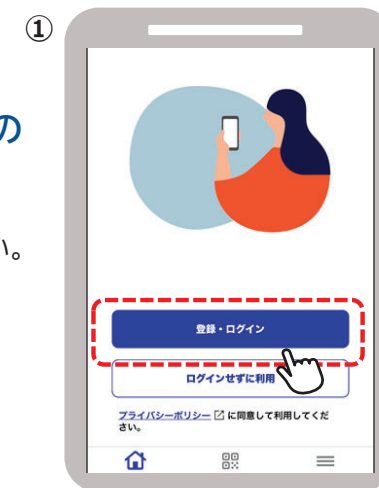 ①
の
い。
登録・ログイン
ログインせずに利用
プライバシーポリシー に同意して利用してくだ
さい。